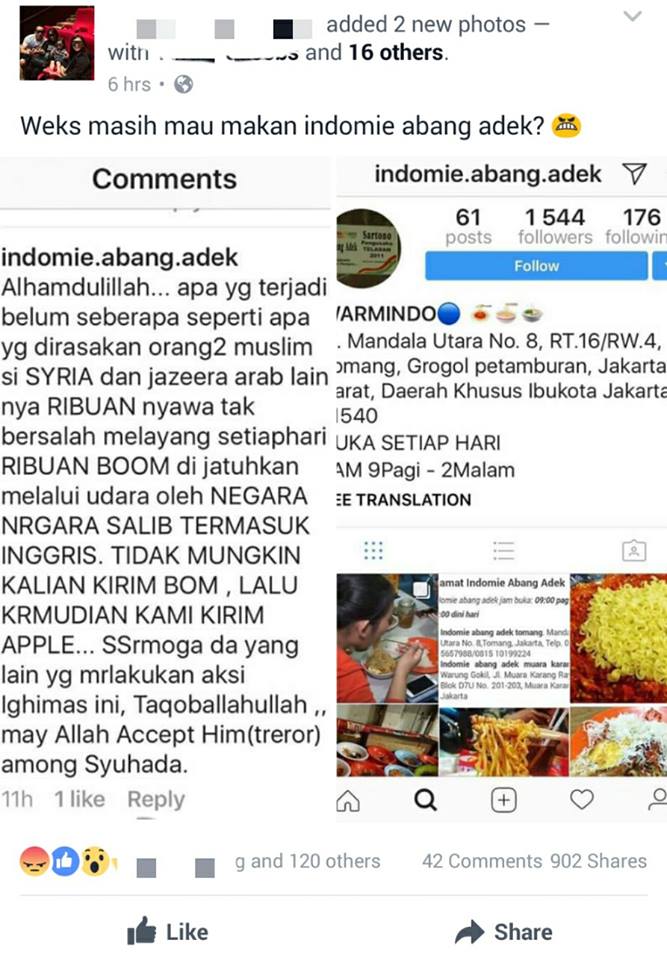 added 2 new photos —
with and 16 others.
6 hrs
Weks masih mau makan indomie abang adek?
Comments
indomie.abang.adek
Alhamdulillah... apa yg terjadi
belum seberapa seperti apa
yg dirasakan orang2 muslim
si SYRIA dan jazeera arab lain
nya RIBUAN nyawa tak
bersalah melayang setiaphari
RIBUAN BOOM di jatuhkan
melalui udara oleh NEGARA
NRGARA SALIB TERMASUK
INGGRIS. TIDAK MUNGKIN
KALIAN KIRIM BOM , LALU
KRMUDIAN KAMI KIRIM
APPLE... SSrmoga da yang
lain yg mrlakukan aksi
Ighimas ini, Taqoballahullah ,,
may Allah Accept Him(treror)
among Syuhada.
11h 1 like Reply
indomie.abang.adek
61 1 544 176
posts followers followin
Follow
Sartono
ng Adek
Pengusaha
TELADAN
2011
/ARMINDO
. Mandala Utara No. 8, RT.16/RW.4,
omang, Grogol petamburan, Jakarta
arat, Daerah Khusus Ibukota Jakarta
1540
UKA SETIAP HARI
AM 9Pagi - 2Malam
EE TRANSLATION
amat Indomie Abang Adek
omie abang adek jam buka: 09:00 pag
00 dini hari
Indomie abang adek tomang. Mand
Utara No. 8,Tomang, Jakarta, Telp. 0
5657988/0815 10199224
Indomie abang adek muara kara
Warung Gokil, Jl. Muara Karang Ra
Blok D7U No. 201-203, Muara Kara
Jakarta
g and 120 others 42 Comments 902 Shares
Like Share